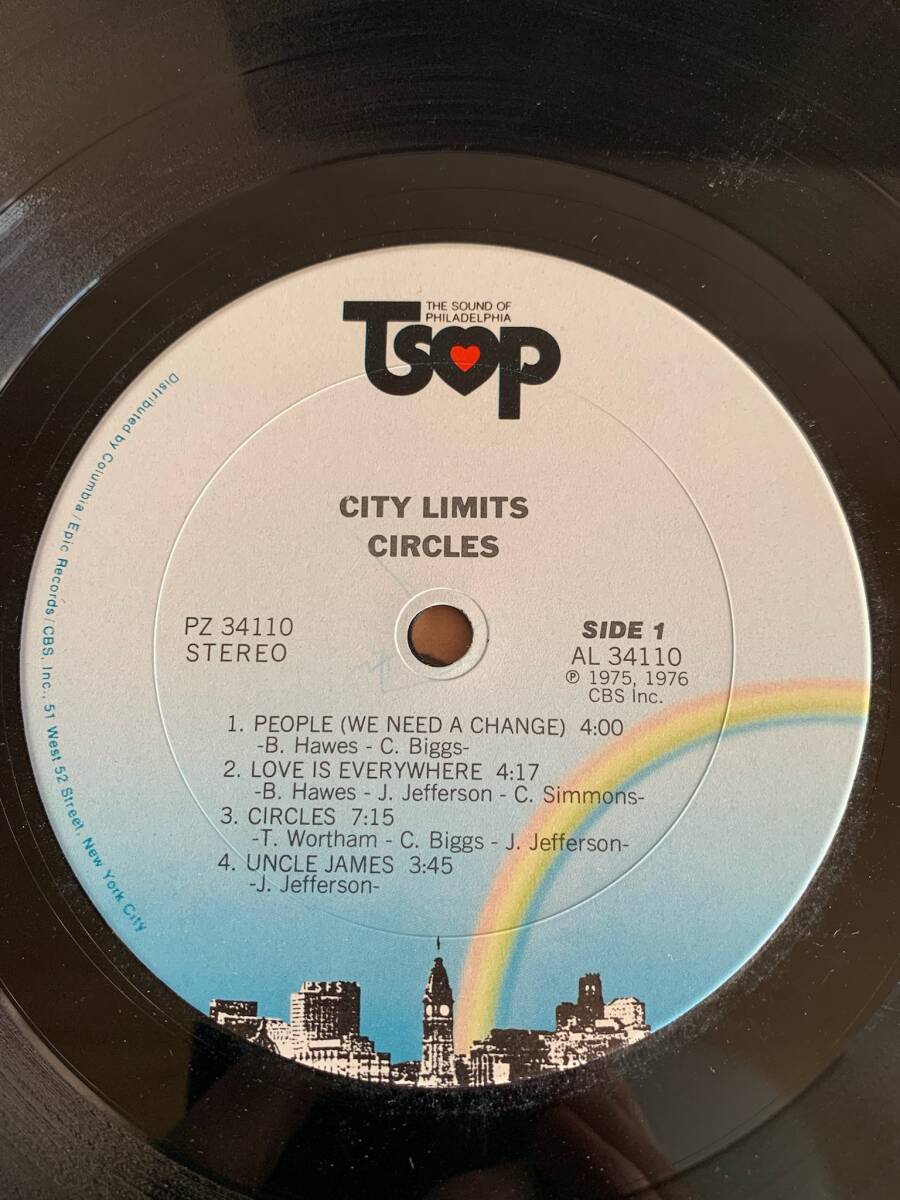 THE SOUND OF
PHILADELPHIA
TSOP
CITY LIMITS
CIRCLES
PZ 34110
STEREO
SIDE 1
AL 34110
℗ 1975, 1976
CBS Inc.
1. PEOPLE (WE NEED A CHANGE) 4:00
-B. Hawes - C. Biggs-
2. LOVE IS EVERYWHERE 4:17
-B. Hawes - J. Jefferson - C. Simmons-
3. CIRCLES 7:15
-T. Wortham - C. Biggs - J. Jefferson-
4. UNCLE JAMES 3:45
-J. Jefferson-
Distributed by Columbia/Epic Records/CBS, Inc., 51 West 52 Street, New York City
PSFS